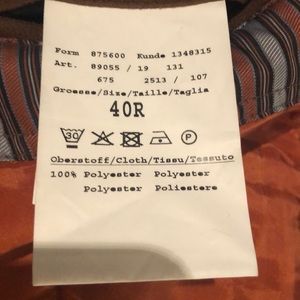 Form 875600 Kunde 1348315
Art. 89055 / 19 131
675 2513 / 107
Groesse/Size/Taille/Taglia
40R
30 P
Oberstoff/Cloth/Tissu/Tessuto
100% Polyester Polyester
Polyester Poliestere